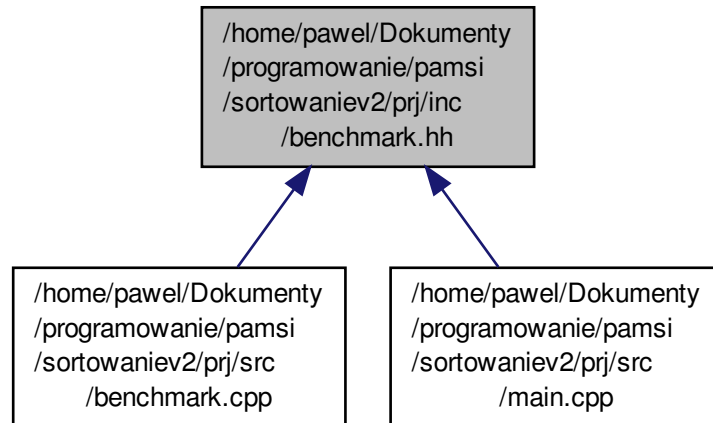 /home/pawel/Dokumenty
/programowanie/pamsi
/sortowaniev2/prj/inc
/benchmark.hh
/home/pawel/Dokumenty
/programowanie/pamsi
/sortowaniev2/prj/src
/benchmark.cpp
/home/pawel/Dokumenty
/programowanie/pamsi
/sortowaniev2/prj/src
/main.cpp